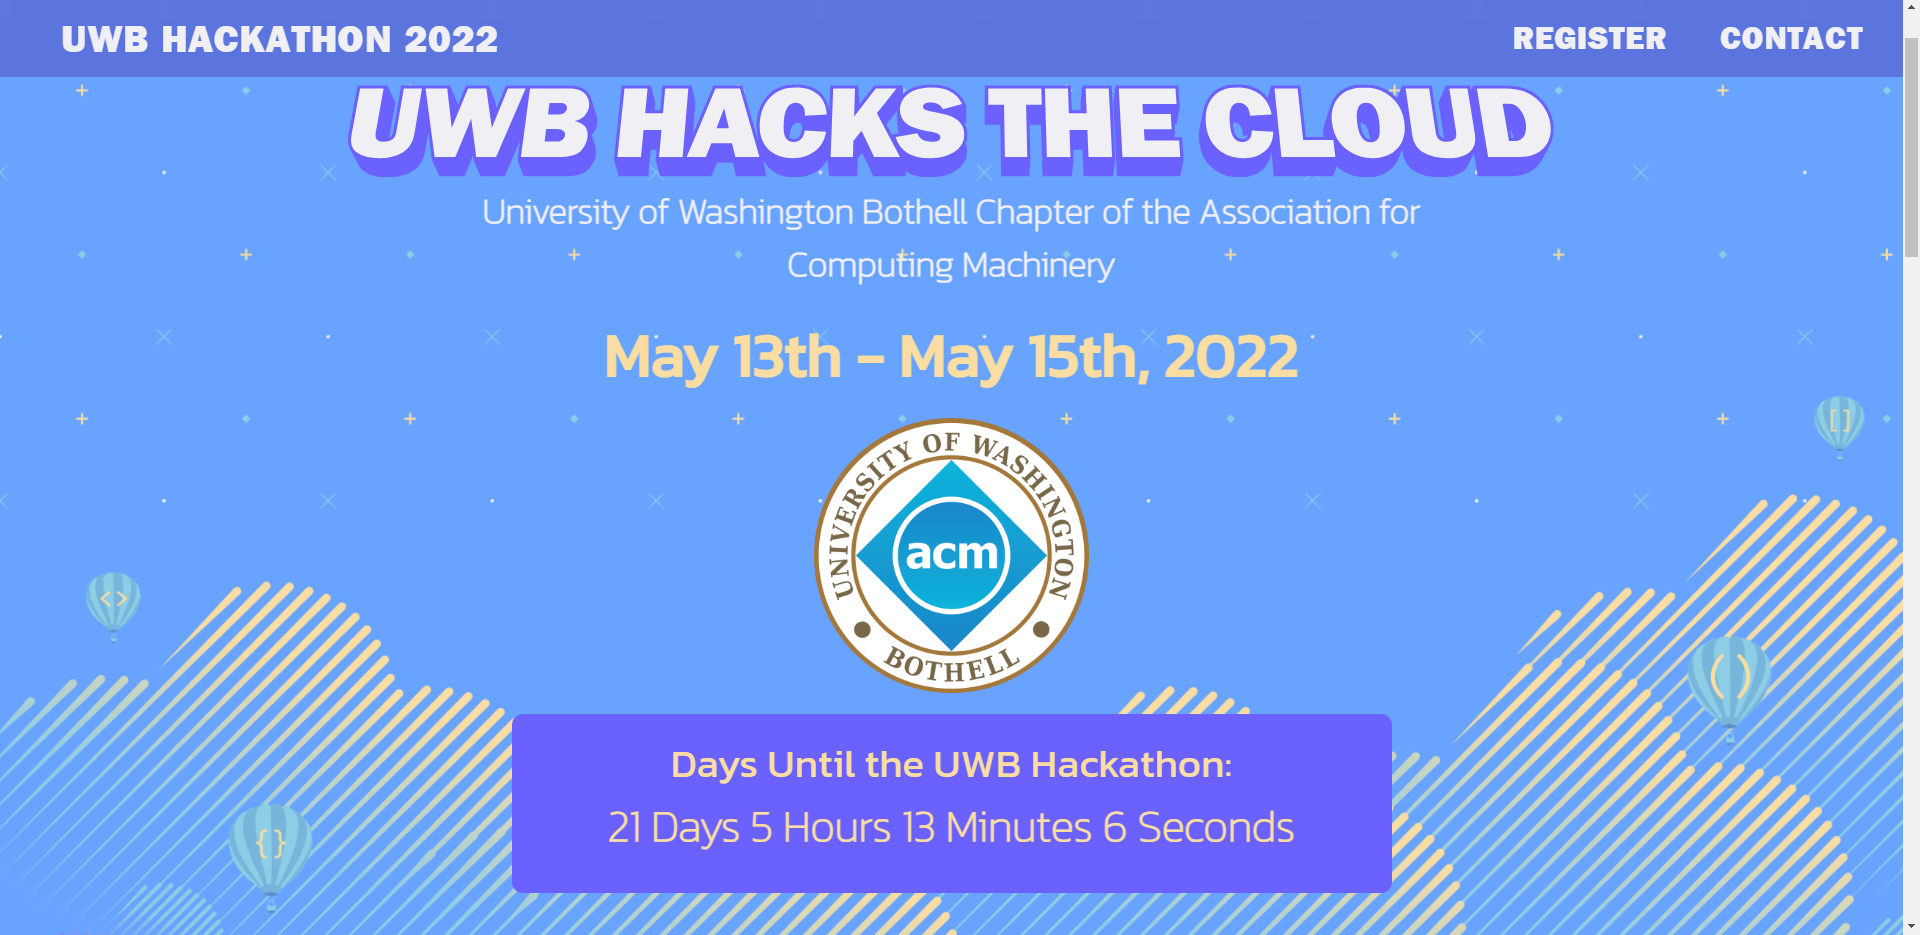 UWB HACKATHON 2022
REGISTER
CONTACT
UWB HACKS THE CLOUD
University of Washington Bothell Chapter of the Association for
Computing Machinery
May 13th - May 15th, 2022
[]
UNIVERSITY OF WASHINGTON
acm
BOTHELL
<>
()
{}
Days Until the UWB Hackathon:
21 Days 5 Hours 13 Minutes 6 Seconds